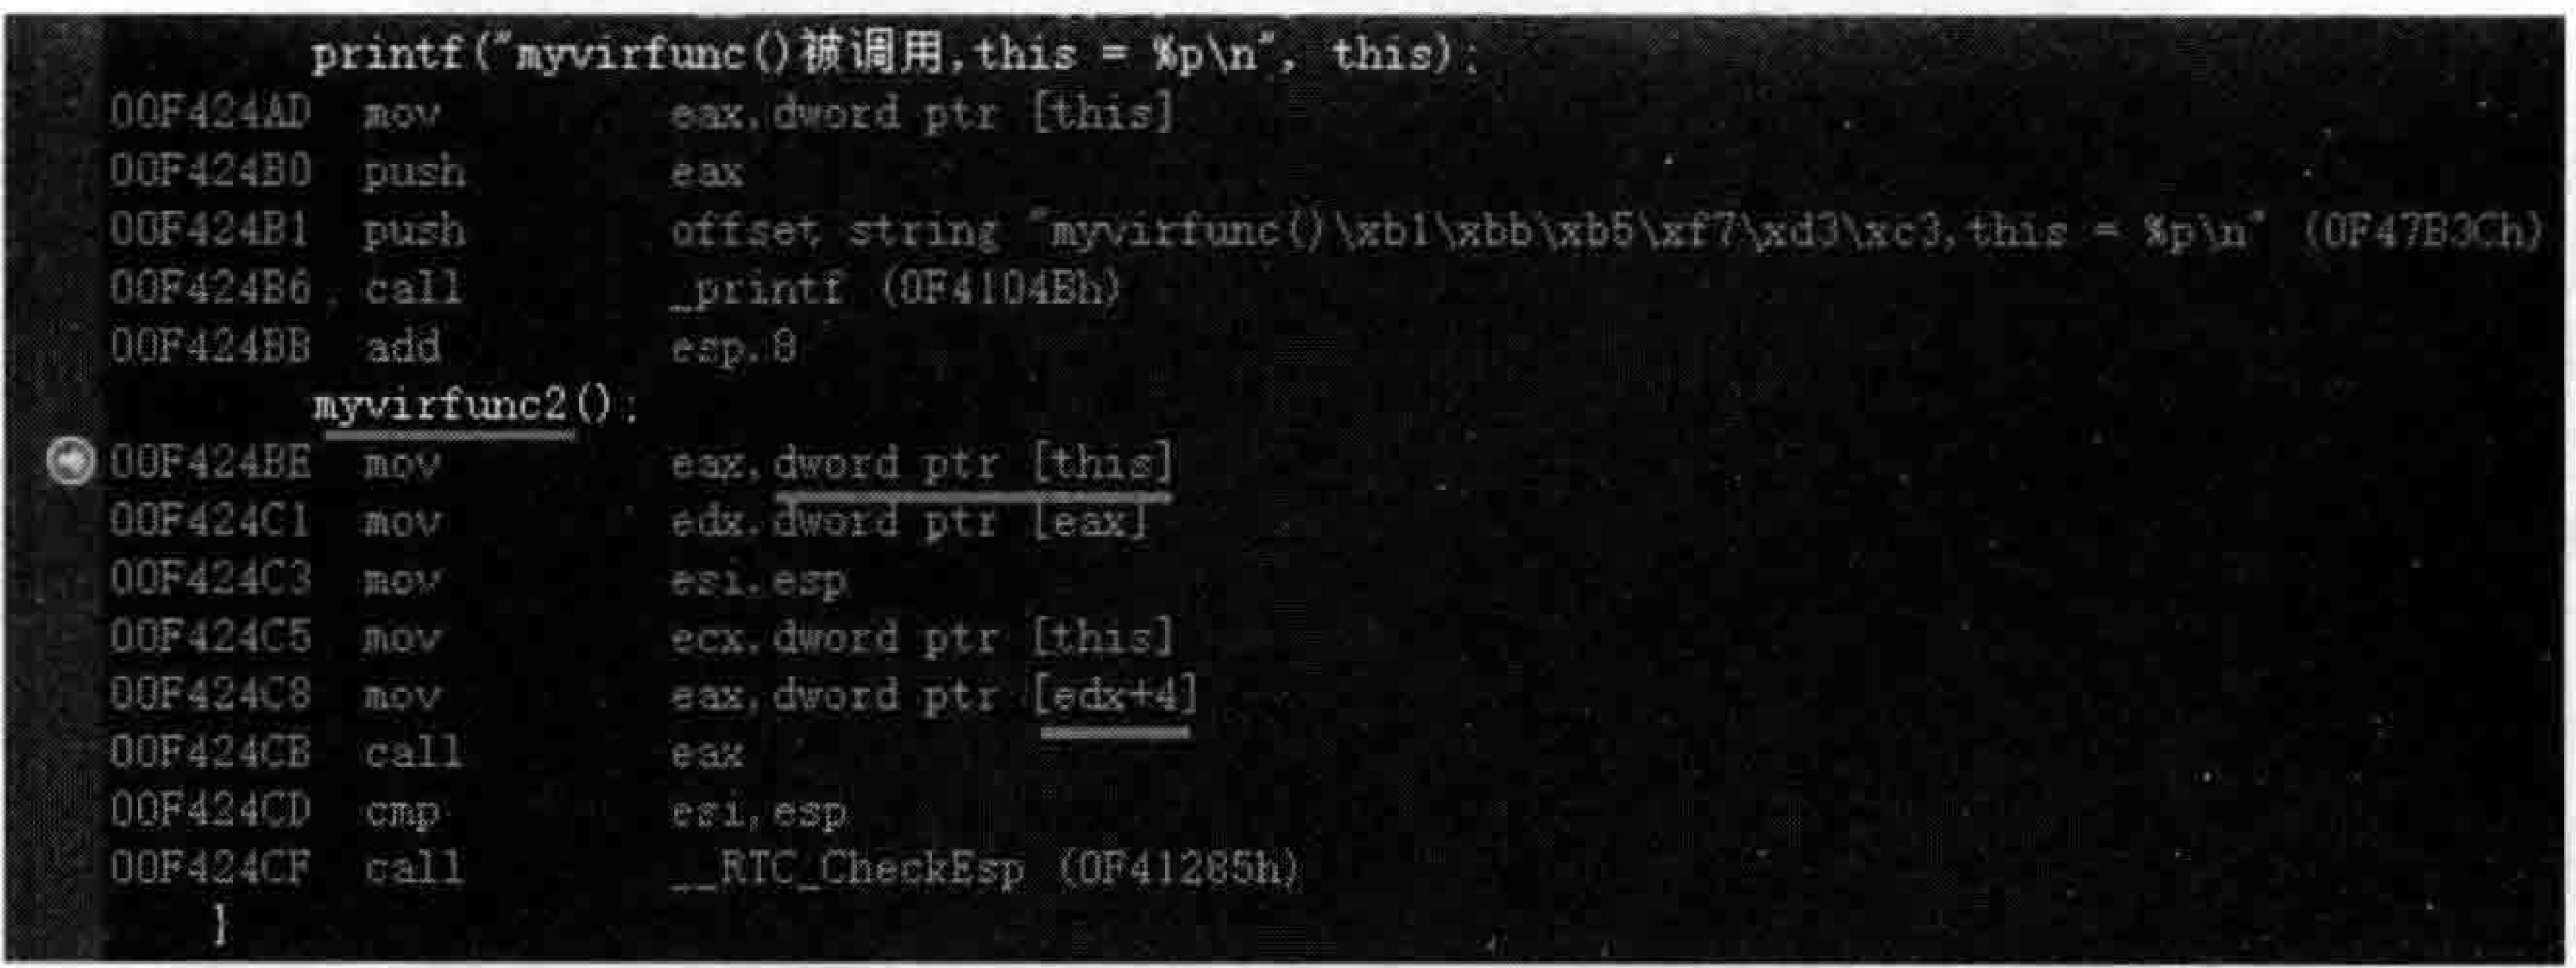 printf("myvirfunc()被调用,this = %p\n", this);
00F424AD mov eax,dword ptr [this]
00F424B0 push eax
00F424B1 push offset string "myvirfunc()\xb1\xbb\xb5\xf7\xd3\xc3,this = %p\n" (0F47B3Ch)
00F424B6 call _printf (0F4104Bh)
00F424BB add esp,8
myvirfunc2();
00F424BE mov eax,dword ptr [this]
00F424C1 mov edx,dword ptr [eax]
00F424C3 mov esi,esp
00F424C5 mov ecx,dword ptr [this]
00F424C8 mov eax,dword ptr [edx+4]
00F424CB call eax
00F424CD cmp esi,esp
00F424CF call __RTC_CheckEsp (0F41285h)
}